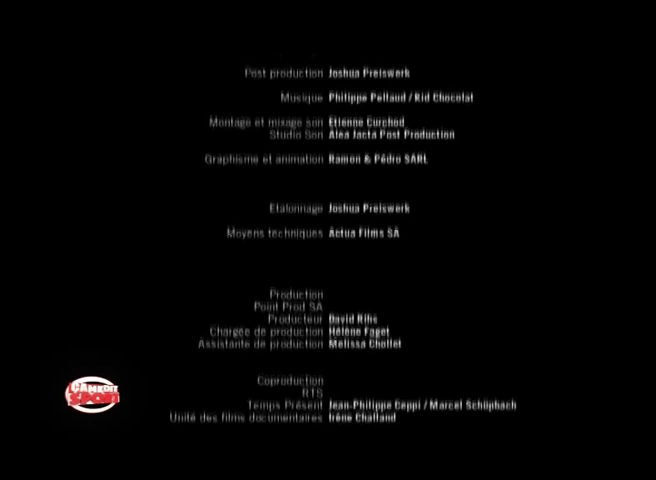 Post production Joshua Preiswerk
Musique Philippe Pellaud / Kid Chocolat
Montage et mixage son Etienne Curchod
Studio Son Alea Jacta Post Production
Graphisme et animation Ramon & Pédro SARL
Etalonnage Joshua Preiswerk
Moyens techniques Actua Films SA
Production
Point Prod SA
Producteur David Rihs
Chargée de production Hélène Faget
Assistante de production Melissa Chollet
Coproduction
RTS
Temps Présent Jean-Philippe Ceppi / Marcel Schüpbach
Unité des films documentaires Irène Challand
SAMEDIT
SPORT